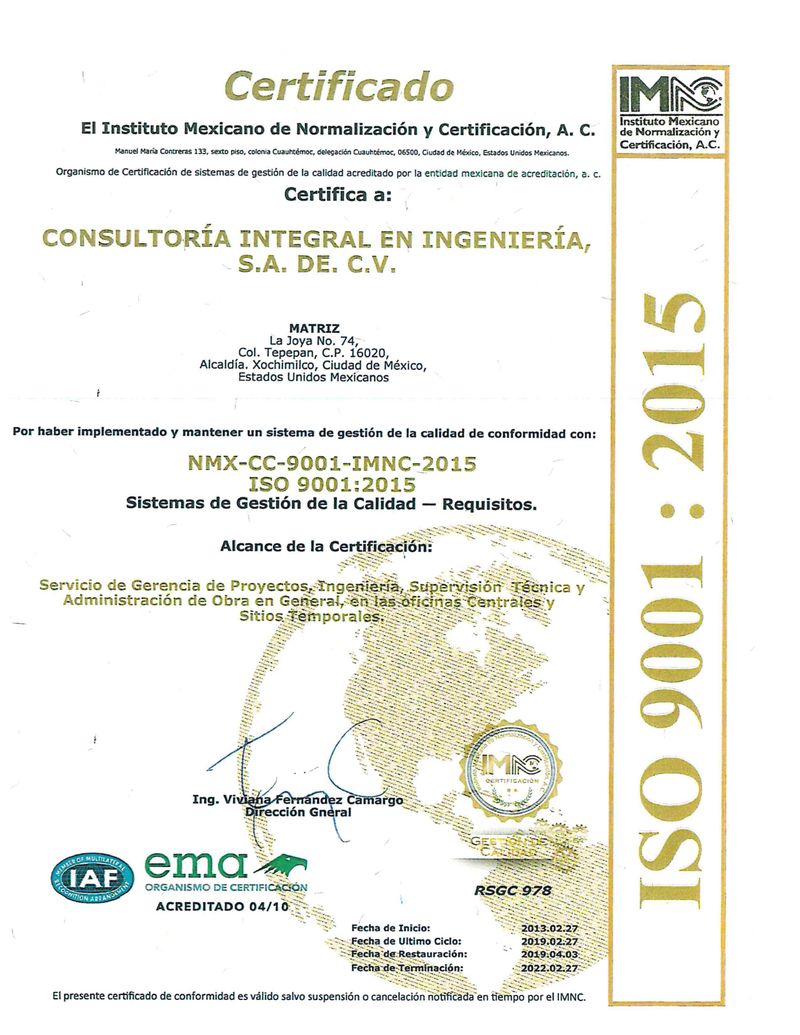 Certificado
El Instituto Mexicano de Normalización y Certificación, A. C.
Manuel María Contreras 133, sexto piso, colonia Cuauhtémoc, delegación Cuauhtémoc, 06500, Ciudad de México, Estados Unidos Mexicanos.
Organismo de Certificación de sistemas de gestión de la calidad acreditado por la entidad mexicana de acreditación, a. c.
Certifica a:
CONSULTORÍA INTEGRAL EN INGENIERÍA,
S.A. DE. C.V.
MATRIZ
La Joya No. 74,
Col. Tepepan, C.P. 16020,
Alcaldía. Xochimilco, Ciudad de México,
Estados Unidos Mexicanos
Por haber implementado y mantener un sistema de gestión de la calidad de conformidad con:
NMX-CC-9001-IMNC-2015
ISO 9001:2015
Sistemas de Gestión de la Calidad — Requisitos.
Alcance de la Certificación:
Servicio de Gerencia de Proyectos, Ingeniería, Supervisión Técnica y
Administración de Obra en General, en las oficinas Centrales y
Sitios Temporales.
Ing. Viviana Fernández Camargo
Dirección Gneral
IMNC
CERTIFICACIÓN
GESTIÓN DE
CALIDAD
RSGC 978
MEMBER OF MULTILATERAL
IAF
RECOGNITION ARRANGEMENT
ema
ORGANISMO DE CERTIFICACIÓN
ACREDITADO 04/10
Fecha de Inicio: 2013.02.27
Fecha de Ultimo Ciclo: 2019.02.27
Fecha de Restauración: 2019.04.03
Fecha de Terminación: 2022.02.27
El presente certificado de conformidad es válido salvo suspensión o cancelación notificada en tiempo por el IMNC.
IMNC
Instituto Mexicano
de Normalización y
Certificación, A.C.
ISO 9001 : 2015